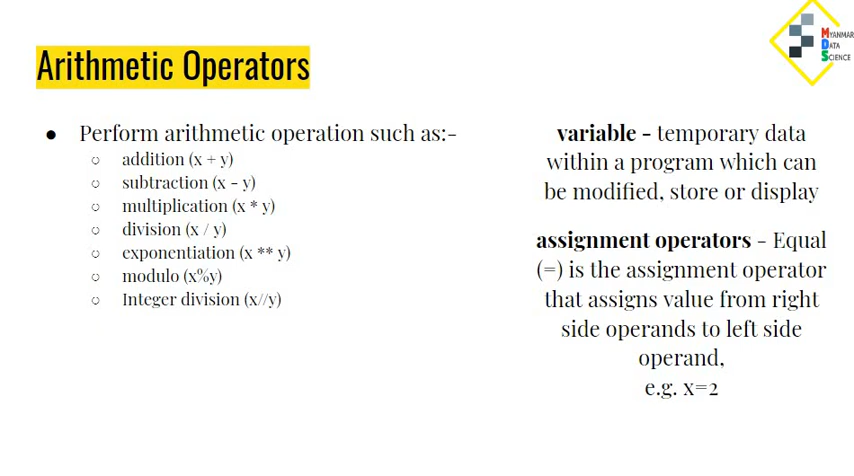 MYANMAR
DATA
SCIENCE
Arithmetic Operators
● Perform arithmetic operation such as:-
○ addition (x + y)
○ subtraction (x - y)
○ multiplication (x * y)
○ division (x / y)
○ exponentiation (x ** y)
○ modulo (x%y)
○ Integer division (x//y)
variable - temporary data
within a program which can
be modified, store or display
assignment operators - Equal
(=) is the assignment operator
that assigns value from right
side operands to left side
operand,
e.g. x=2